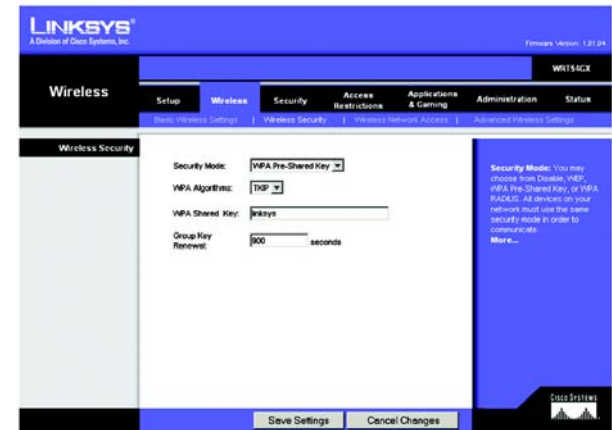 LINKSYS®
A Division of Cisco Systems, Inc.
Firmware Version: 1.01.04
WRT54GX
Wireless
Setup Wireless Security Access Restrictions Applications & Gaming Administration Status
Basic Wireless Settings | Wireless Security | Wireless Network Access | Advanced Wireless Settings
Wireless Security
Security Mode: WPA Pre-Shared Key
WPA Algorithms: TKIP
WPA Shared Key: linksys
Group Key Renewal: 900 seconds
Security Mode: You may
choose from Disable, WEP,
WPA Pre-Shared Key, or WPA
RADIUS. All devices on your
network must use the same
security mode in order to
communicate.
More...
Save Settings Cancel Changes
CISCO SYSTEMS